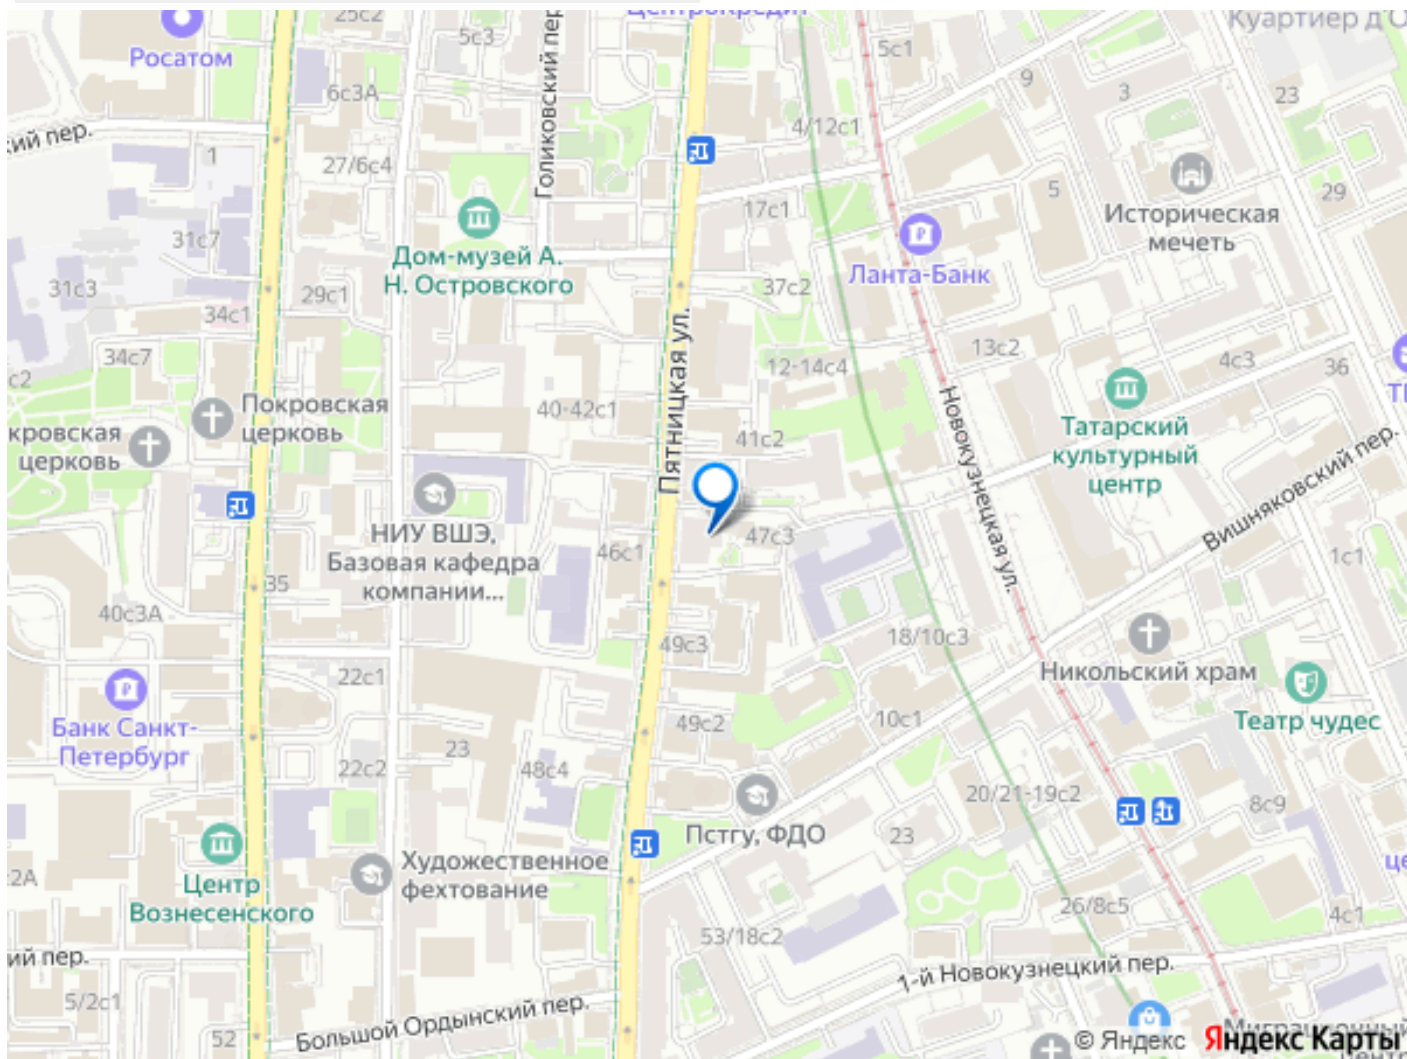 25с2
Центрокредит
Куартиер д'О
Росатом
5с3
5с1
9
3
23
6с3А
Голиковский пер.
4/12с1
кий пер.
1
27/6с4
5
29
17с1
Историческая
мечеть
31с7
Дом-музей А.
Н. Островского
Ланта-Банк
31с3
29с1
37с2
34с1
Пятницкая ул.
34с7
12-14с4
13с2
4с3
36
с2
Покровская
церковь
40-42с1
Новокузнецкая ул.
кровская
церковь
41с2
Татарский
культурный
центр
Вишняковский пер.
НИУ ВШЭ,
Базовая кафедра
компании...
46с1
47с3
1с1
35
40с3А
49с3
18/10с3
Никольский храм
22с1
Банк Санкт-
Петербург
49с2
10с1
Театр чудес
23
22с2
48с4
20/21-19с2
8с9
Пстгу, ФДО
23
Художественное
фехтование
це
2А
Центр
Вознесенского
26/8с5
4с1
53/18с2
ий пер.
1-й Новокузнецкий пер.
5/2с1
Большой Ордынский пер.
52
© Яндекс Яндекс Карты